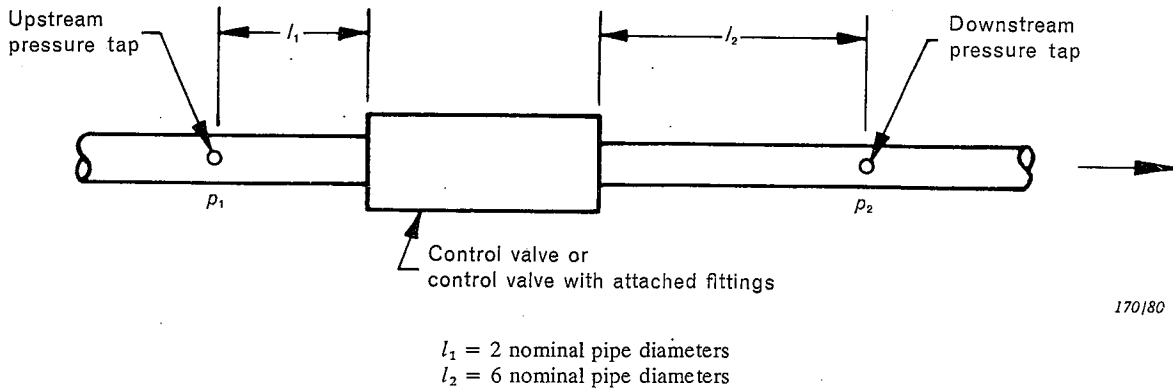 Upstream
pressure tap
l₁
l₂
Downstream
pressure tap
p₁
p₂
Control valve or
control valve with attached fittings
170/80
l₁ = 2 nominal pipe diameters
l₂ = 6 nominal pipe diameters